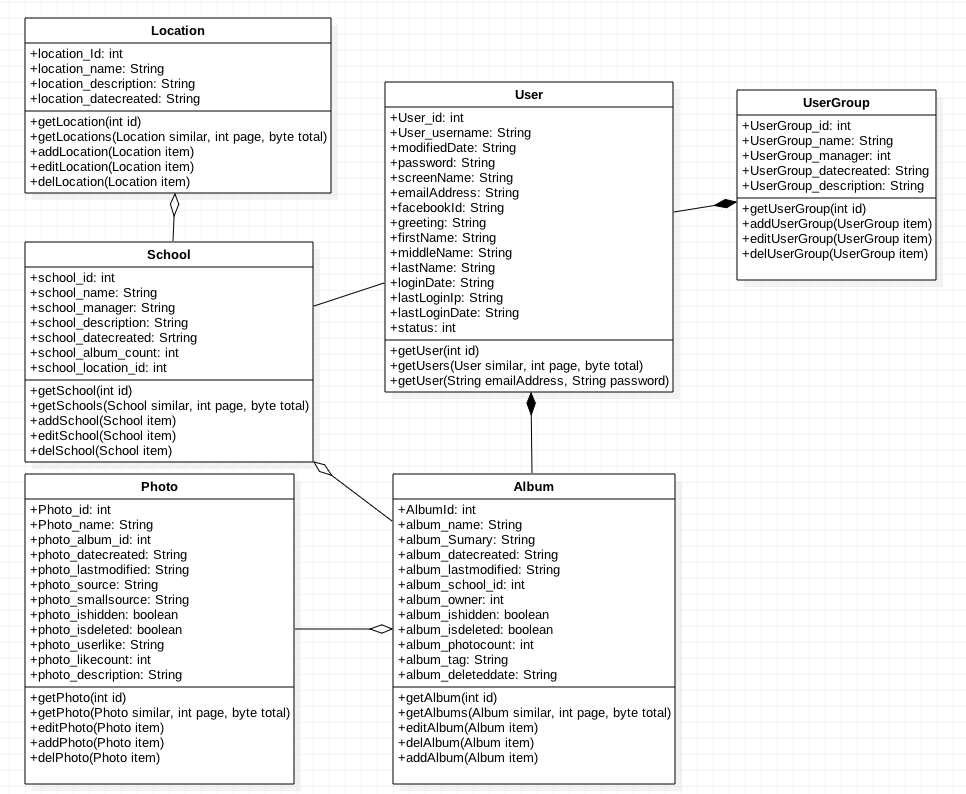 Location
+location_Id: int
+location_name: String
+location_description: String
+location_datecreated: String
+getLocation(int id)
+getLocations(Location similar, int page, byte total)
+addLocation(Location item)
+editLocation(Location item)
+delLocation(Location item)
User
+User_id: int
+User_username: String
+modifiedDate: String
+password: String
+screenName: String
+emailAddress: String
+facebookId: String
+greeting: String
+firstName: String
+middleName: String
+lastName: String
+loginDate: String
+lastLoginIp: String
+lastLoginDate: String
+status: int
+getUser(int id)
+getUsers(User similar, int page, byte total)
+getUser(String emailAddress, String password)
UserGroup
+UserGroup_id: int
+UserGroup_name: String
+UserGroup_manager: int
+UserGroup_datecreated: String
+UserGroup_description: String
+getUserGroup(int id)
+addUserGroup(UserGroup item)
+editUserGroup(UserGroup item)
+delUserGroup(UserGroup item)
School
+school_id: int
+school_name: String
+school_manager: String
+school_description: String
+school_datecreated: Srtring
+school_album_count: int
+school_location_id: int
+getSchool(int id)
+getSchools(School similar, int page, byte total)
+addSchool(School item)
+editSchool(School item)
+delSchool(School item)
Photo
+Photo_id: int
+Photo_name: String
+photo_album_id: int
+photo_datecreated: String
+photo_lastmodified: String
+photo_source: String
+photo_smallsource: String
+photo_ishidden: boolean
+photo_isdeleted: boolean
+photo_userlike: String
+photo_likecount: int
+photo_description: String
+getPhoto(int id)
+getPhoto(Photo similar, int page, byte total)
+editPhoto(Photo item)
+addPhoto(Photo item)
+delPhoto(Photo item)
Album
+AlbumId: int
+album_name: String
+album_Sumary: String
+album_datecreated: String
+album_lastmodified: String
+album_school_id: int
+album_owner: int
+album_ishidden: boolean
+album_isdeleted: boolean
+album_photocount: int
+album_tag: String
+album_deleteddate: String
+getAlbum(int id)
+getAlbums(Album similar, int page, byte total)
+editAlbum(Album item)
+delAlbum(Album item)
+addAlbum(Album item)